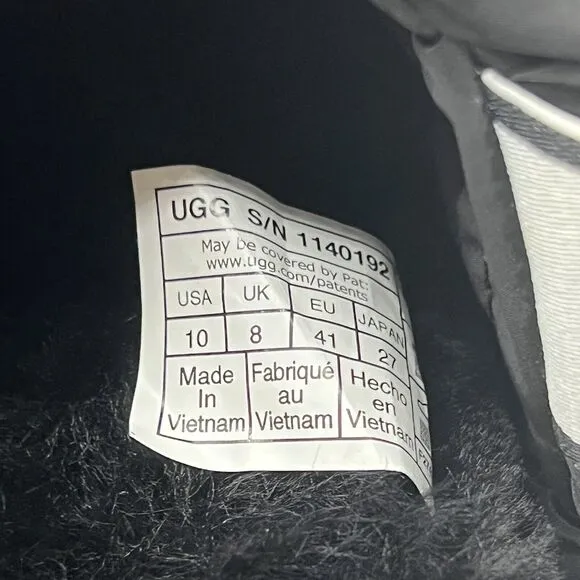 UGG S/N 1140192
May be covered by Pat:
www.ugg.com/patents
USA UK EU JAPAN
10 8 41 27
Made In Vietnam
Fabriqué au Vietnam
Hecho en Vietnam